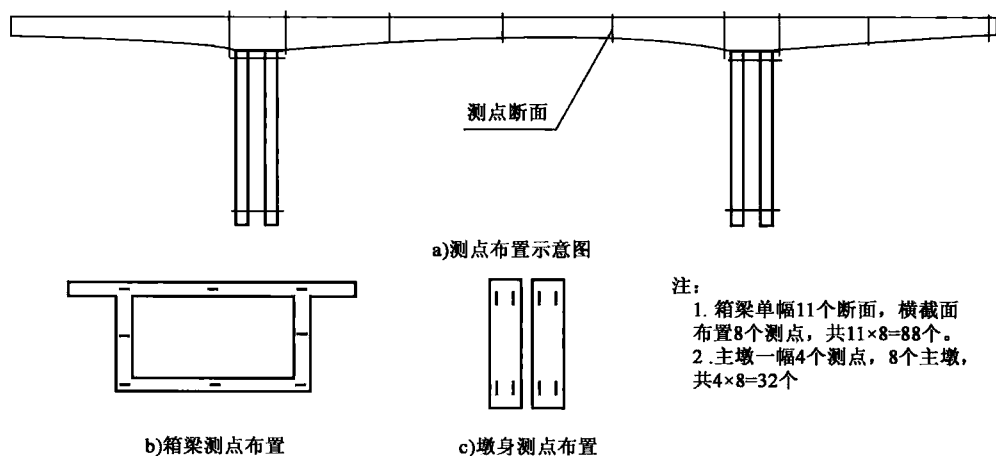 测点断面
a)测点布置示意图
注：
1. 箱梁单幅11个断面，横截面
布置8个测点，共11×8=88个。
2 .主墩一幅4个测点，8个主墩，
共4×8=32个
b)箱梁测点布置
c)墩身测点布置